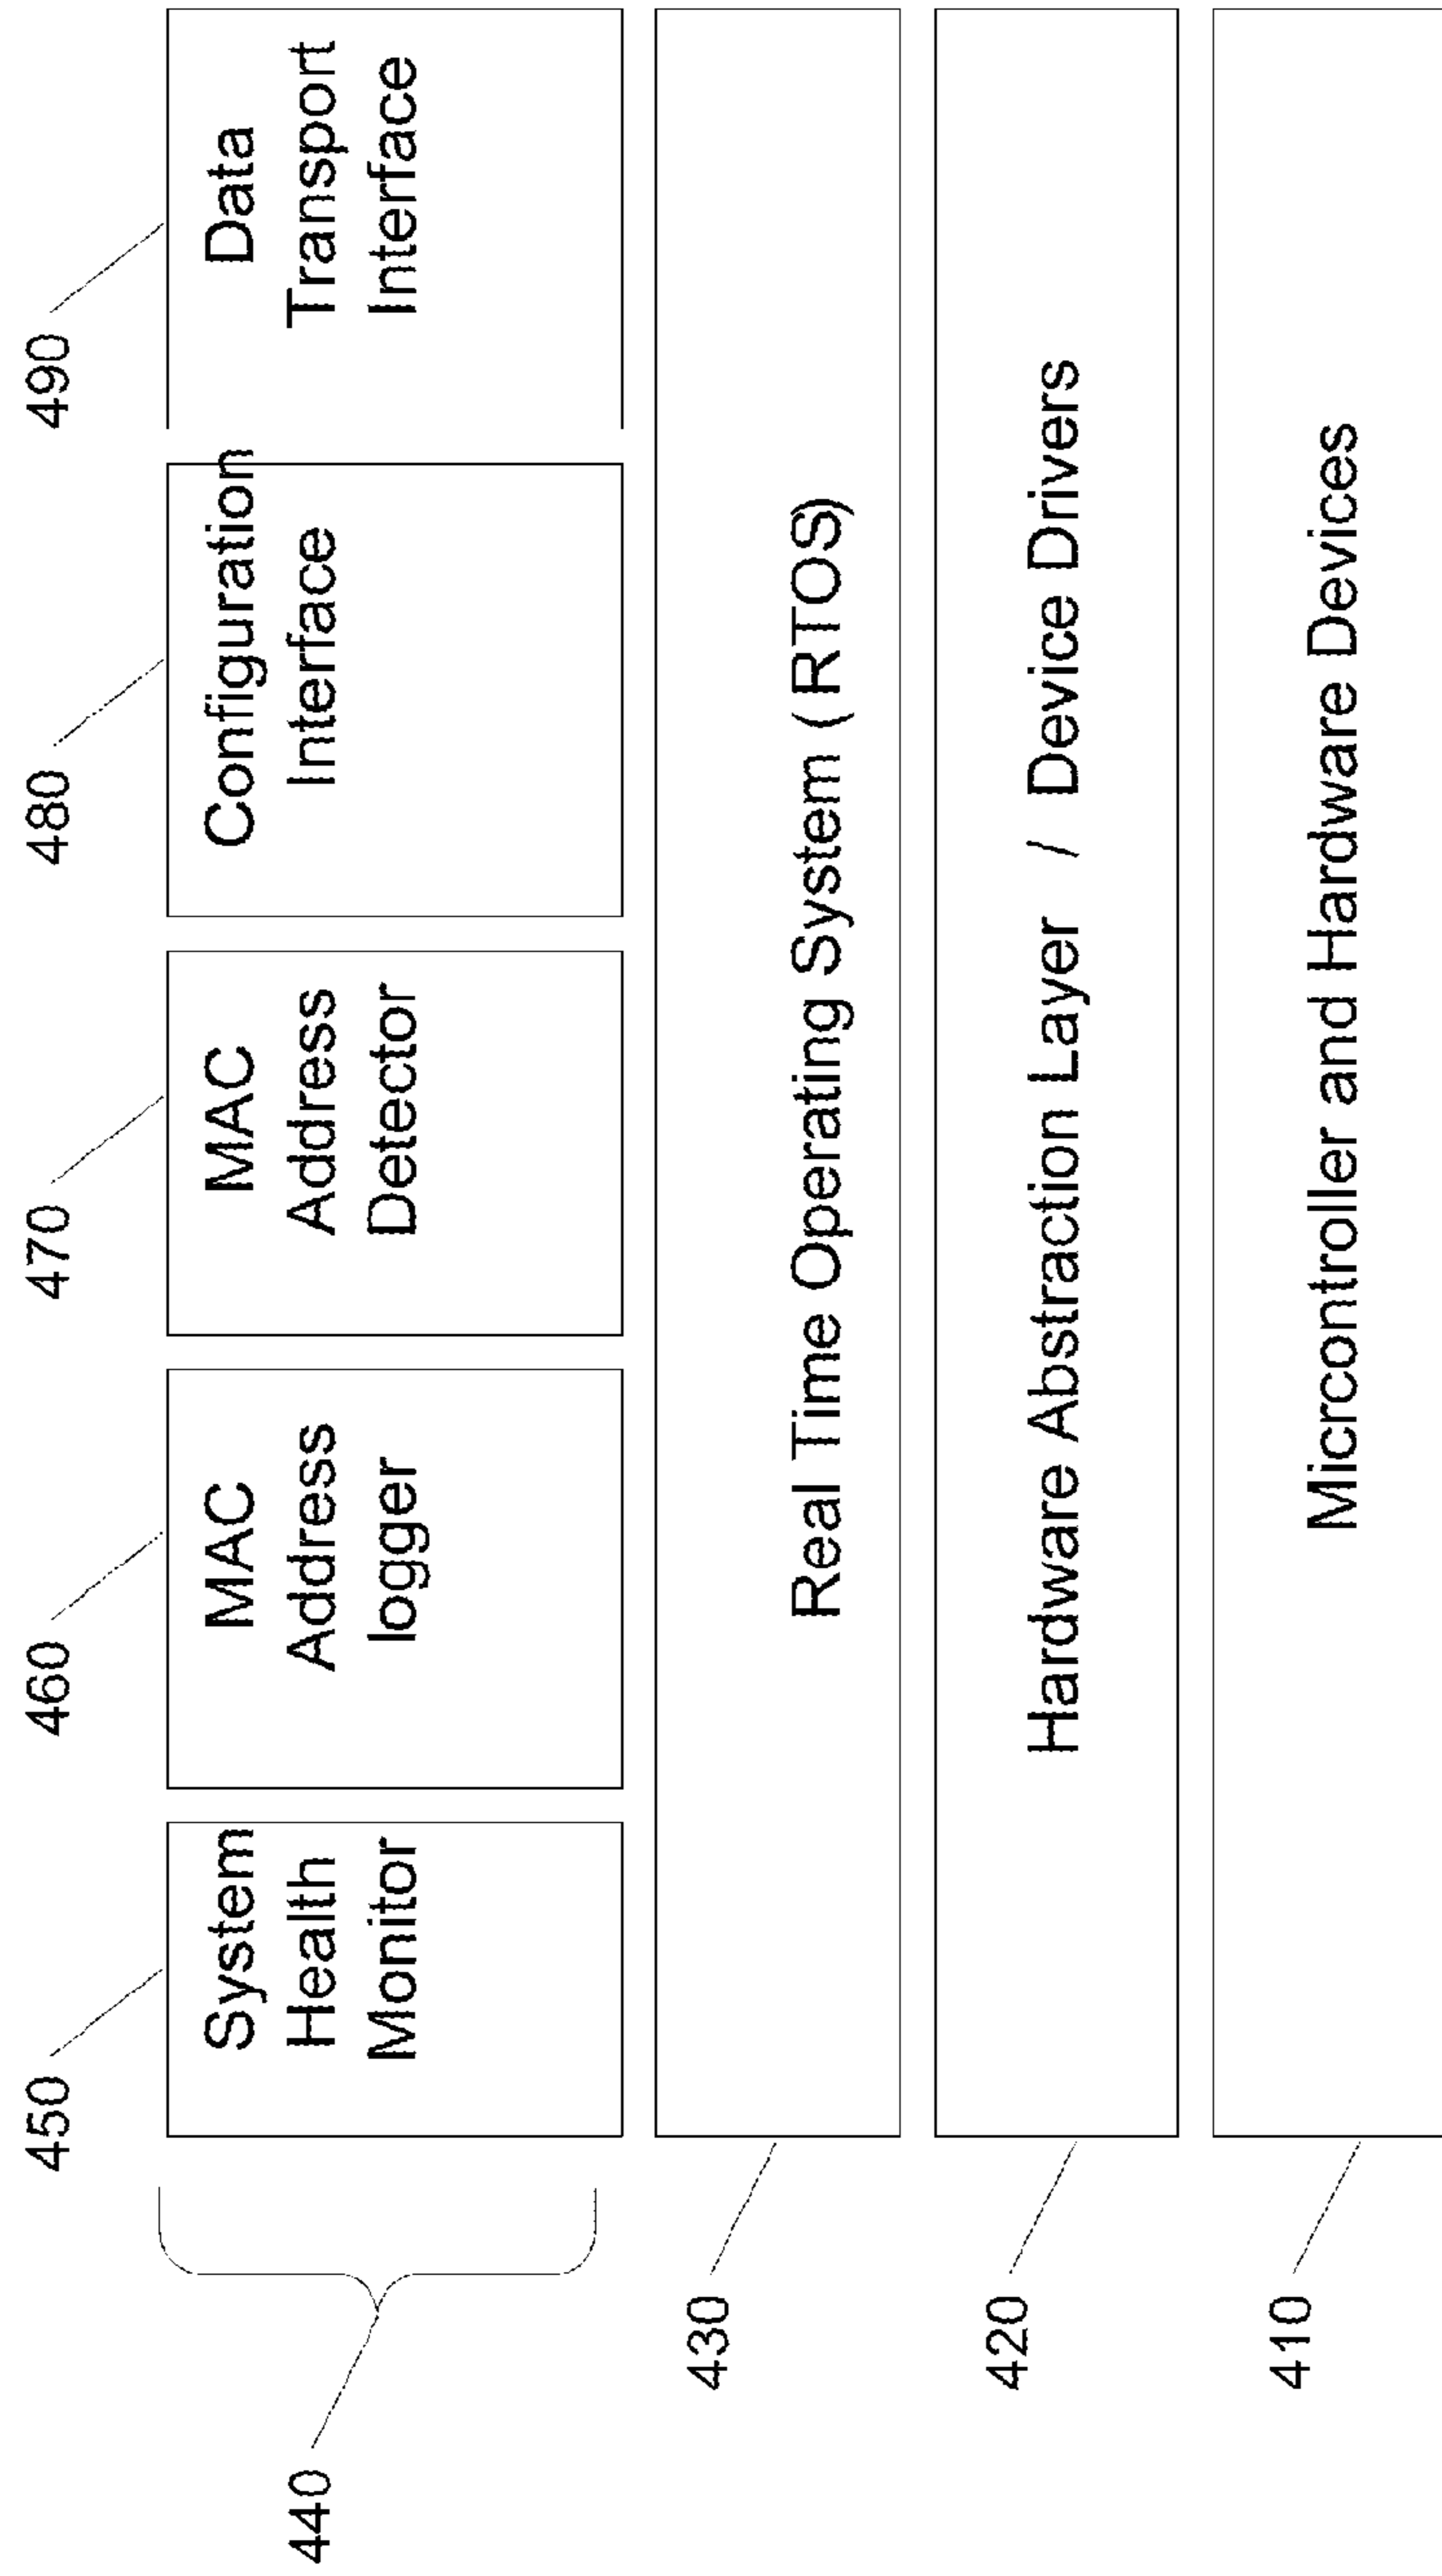 450
460
470
480
490
System
Health
Monitor
MAC
Address
logger
MAC
Address
Detector
Configuration
Interface
Data
Transport
Interface
440
Real Time Operating System (RTOS)
430
Hardware Abstraction Layer / Device Drivers
420
Microcontroller and Hardware Devices
410